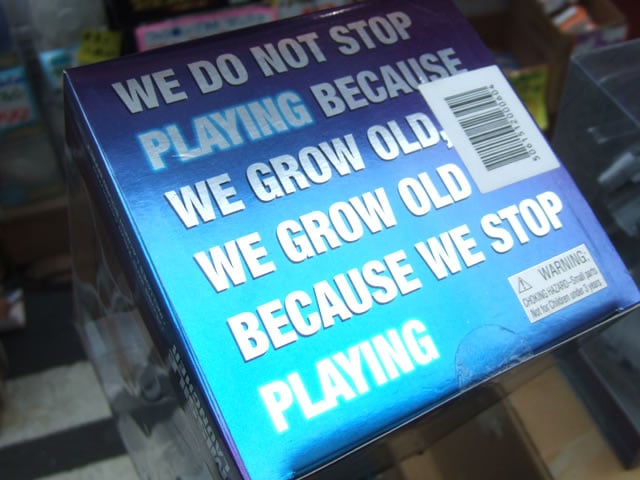 WE DO NOT STOP
PLAYING BECAUSE
WE GROW OLD,
WE GROW OLD
BECAUSE WE STOP
PLAYING
WARNING:
CHOKING HAZARD-Small parts
Not for Children under 3 years